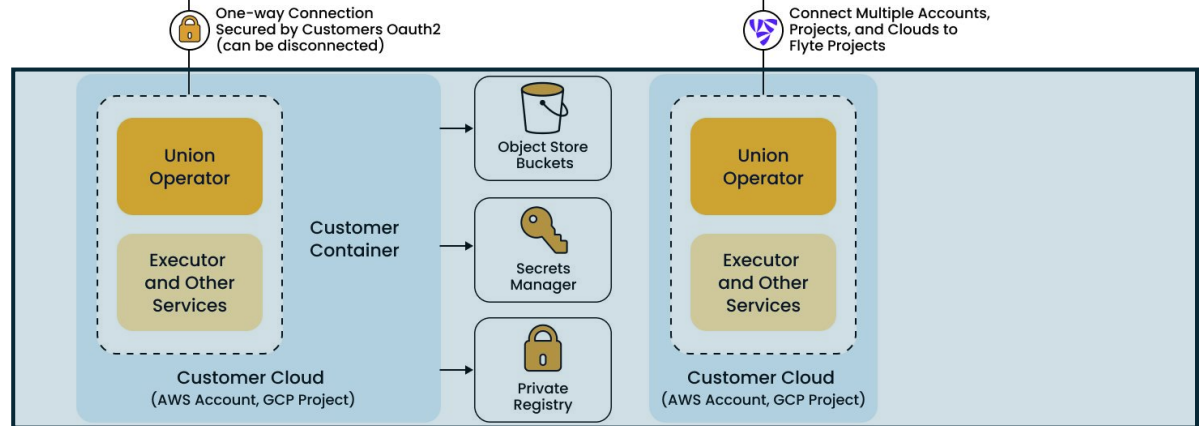 One-way Connection
Secured by Customers Oauth2
(can be disconnected)
Connect Multiple Accounts,
Projects, and Clouds to
Flyte Projects
Union
Operator
Executor
and Other
Services
Customer
Container
Customer Cloud
(AWS Account, GCP Project)
Object Store
Buckets
Secrets
Manager
Private
Registry
Union
Operator
Executor
and Other
Services
Customer Cloud
(AWS Account, GCP Project)